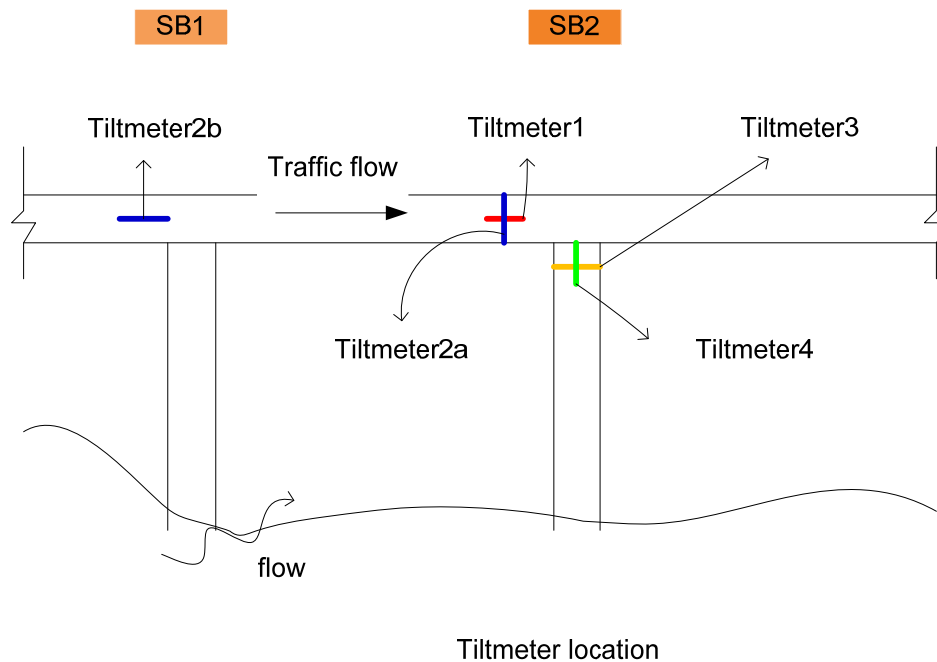 SB1
SB2
Tiltmeter2b
Tiltmeter1
Tiltmeter3
Traffic flow
Tiltmeter2a
Tiltmeter4
flow
Tiltmeter location